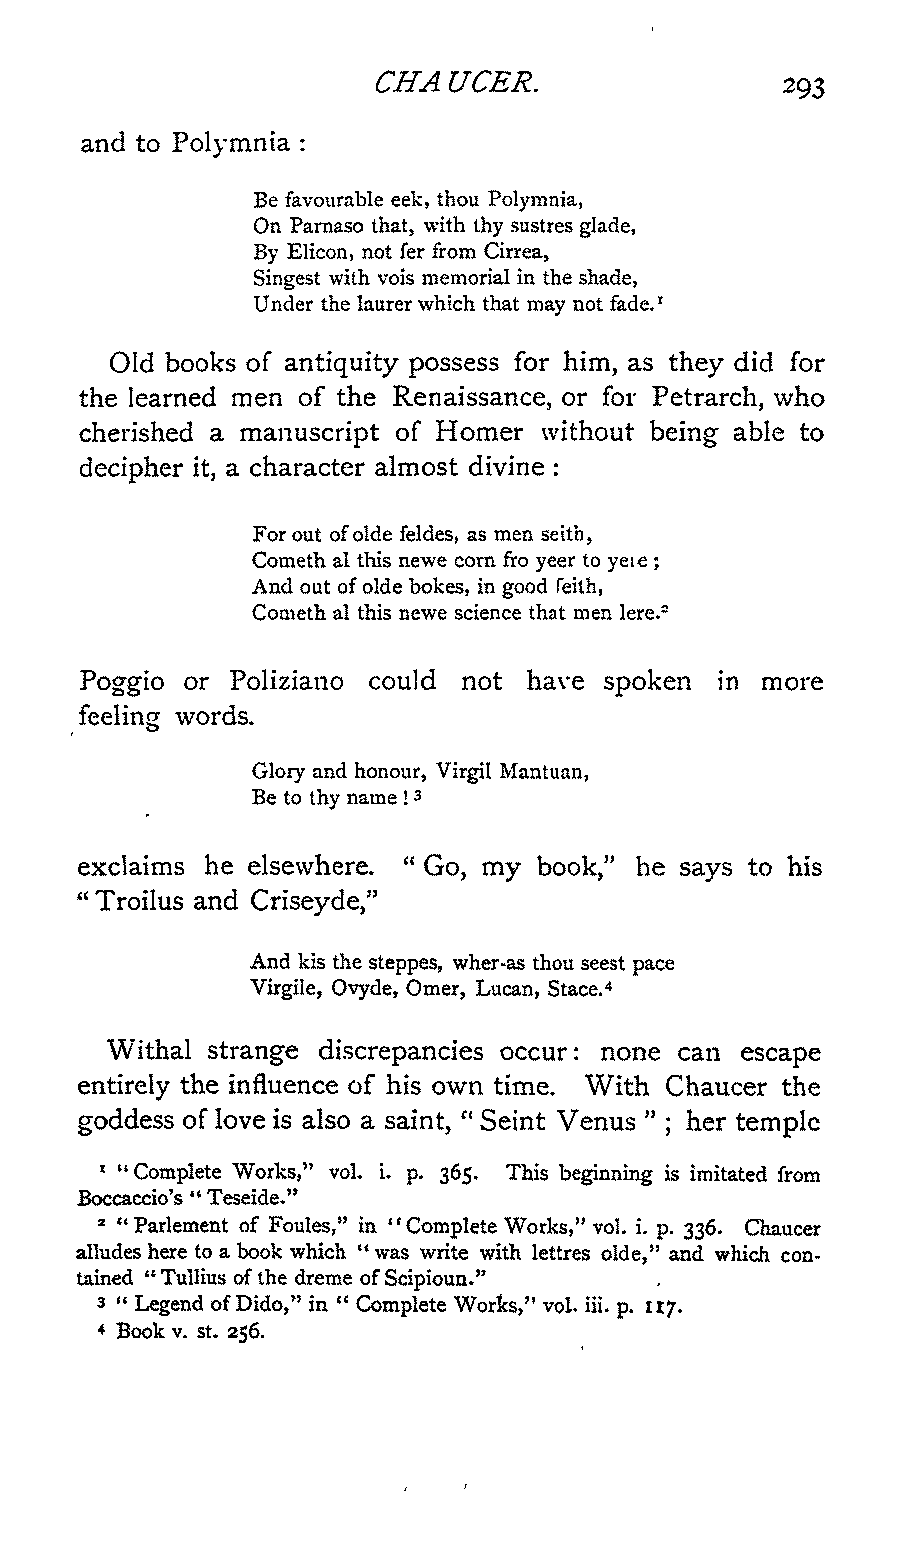 CHAUCER. 293
and to Polymnia :
Be favourable eek, thou Polymnia,
On Parnaso that, with thy sustres glade,
By Elicon, not fer from Cirrea,
Singest with vois memorial in the shade,
Under the laurer which that may not fade.¹
Old books of antiquity possess for him, as they did for
the learned men of the Renaissance, or for Petrarch, who
cherished a manuscript of Homer without being able to
decipher it, a character almost divine :
For out of olde feldes, as men seith,
Cometh al this newe corn fro yeer to yere ;
And out of olde bokes, in good feith,
Cometh al this newe science that men lere.²
Poggio or Poliziano could not have spoken in more
feeling words.
Glory and honour, Virgil Mantuan,
Be to thy name ! ³
exclaims he elsewhere. “ Go, my book,” he says to his
“ Troilus and Criseyde,”
And kis the steppes, wher-as thou seest pace
Virgile, Ovyde, Omer, Lucan, Stace.⁴
Withal strange discrepancies occur : none can escape
entirely the influence of his own time. With Chaucer the
goddess of love is also a saint, “ Seint Venus ” ; her temple
¹ “ Complete Works,” vol. i. p. 365. This beginning is imitated from
Boccaccio's “ Teseide.”
² “ Parlement of Foules,” in “ Complete Works,” vol. i. p. 336. Chaucer
alludes here to a book which “ was write with lettres olde,” and which con-
tained “ Tullius of the dreme of Scipioun.”
³ “ Legend of Dido,” in “ Complete Works,” vol. iii. p. 117.
⁴ Book v. st. 256.